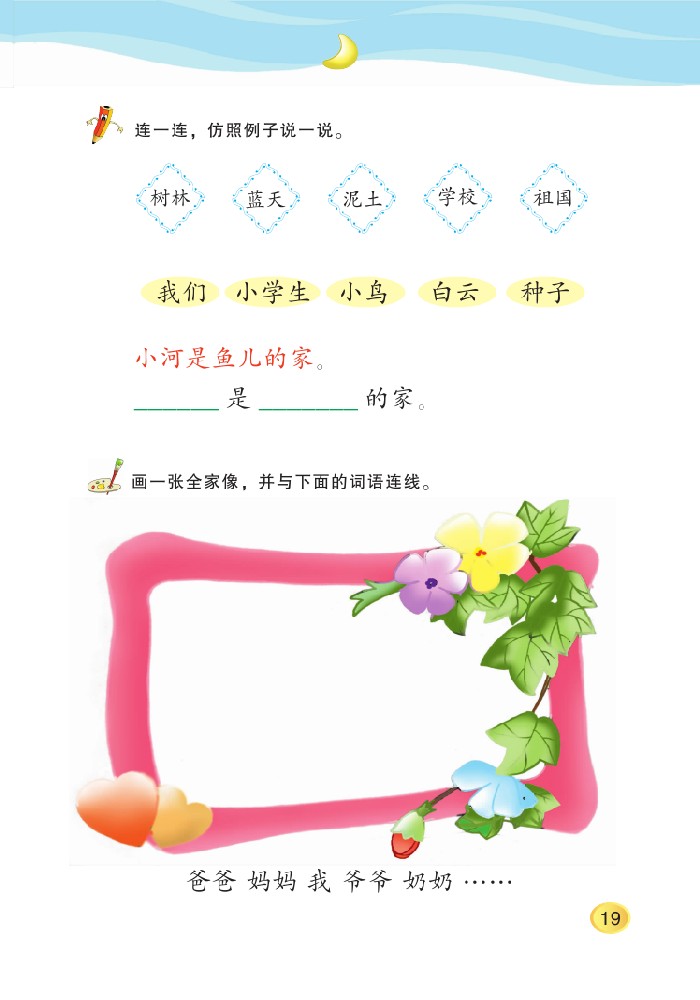 连一连，仿照例子说一说。
树林 蓝天 泥土 学校 祖国
我们 小学生 小鸟 白云 种子
小河是鱼儿的家。
______ 是 _______ 的家。
画一张全家像，并与下面的词语连线。
爸爸 妈妈 我 爷爷 奶奶 ……
19